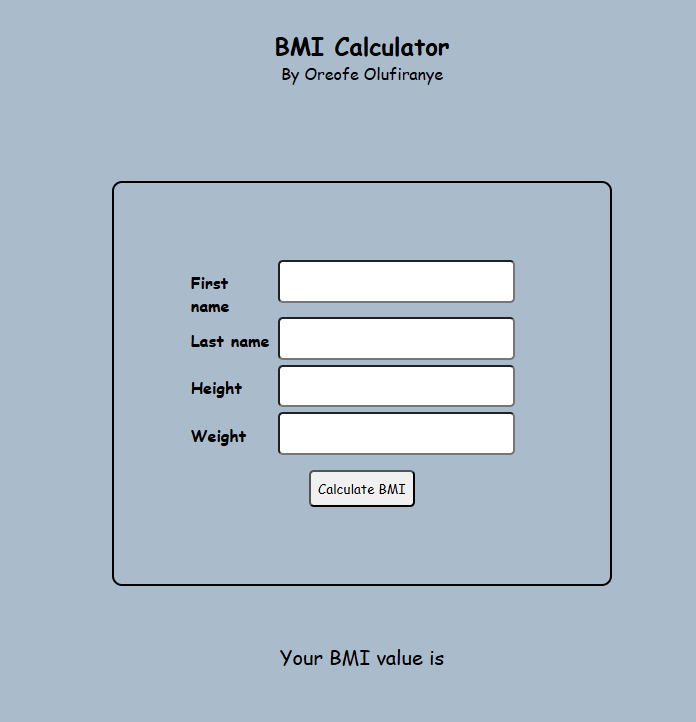 BMI Calculator
By Oreofe Olufiranye
First
name
Last name
Height
Weight
Calculate BMI
Your BMI value is